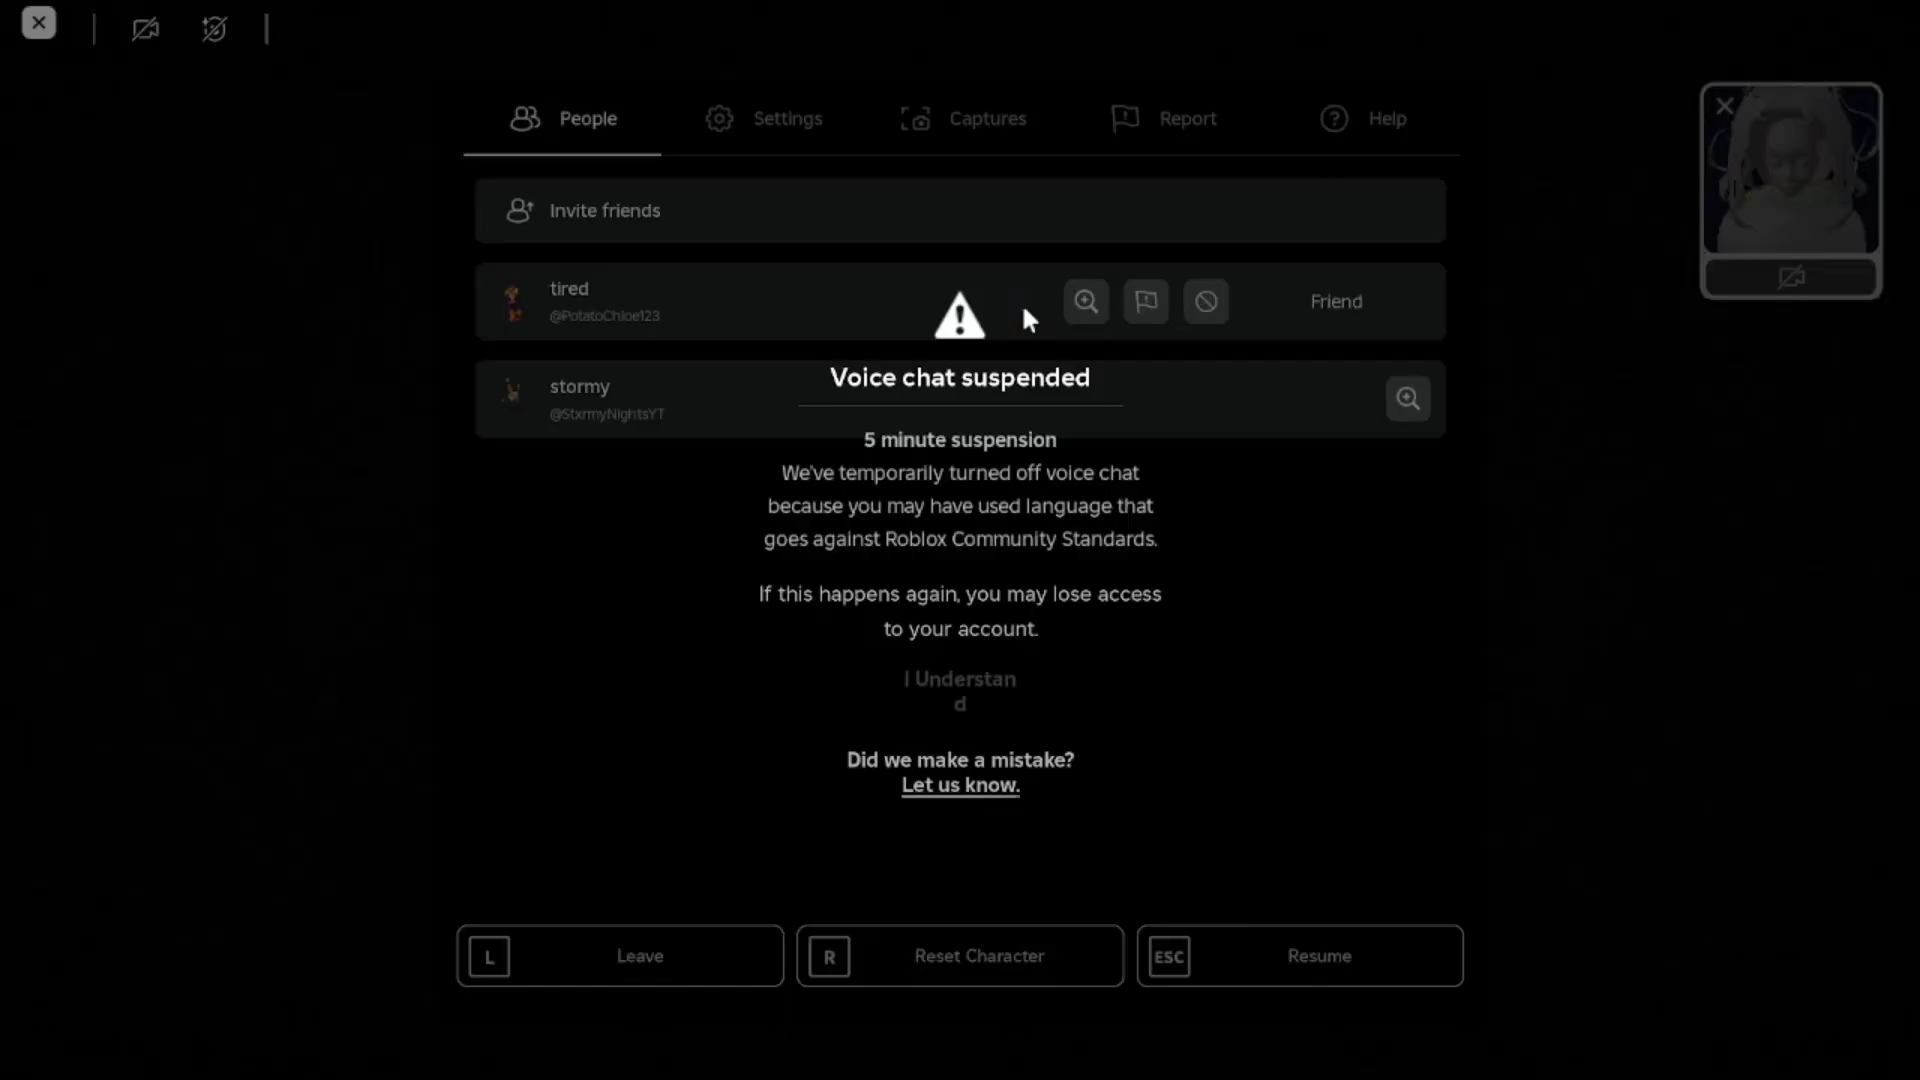 People
Settings
Captures
Report
Help
Invite friends
tired
@PotatoChloe123
Friend
stormy
@StxrmyNightsYT
Voice chat suspended
5 minute suspension
We've temporarily turned off voice chat
because you may have used language that
goes against Roblox Community Standards.
If this happens again, you may lose access
to your account.
I Understan
d
Did we make a mistake?
Let us know.
L Leave
R Reset Character
ESC Resume